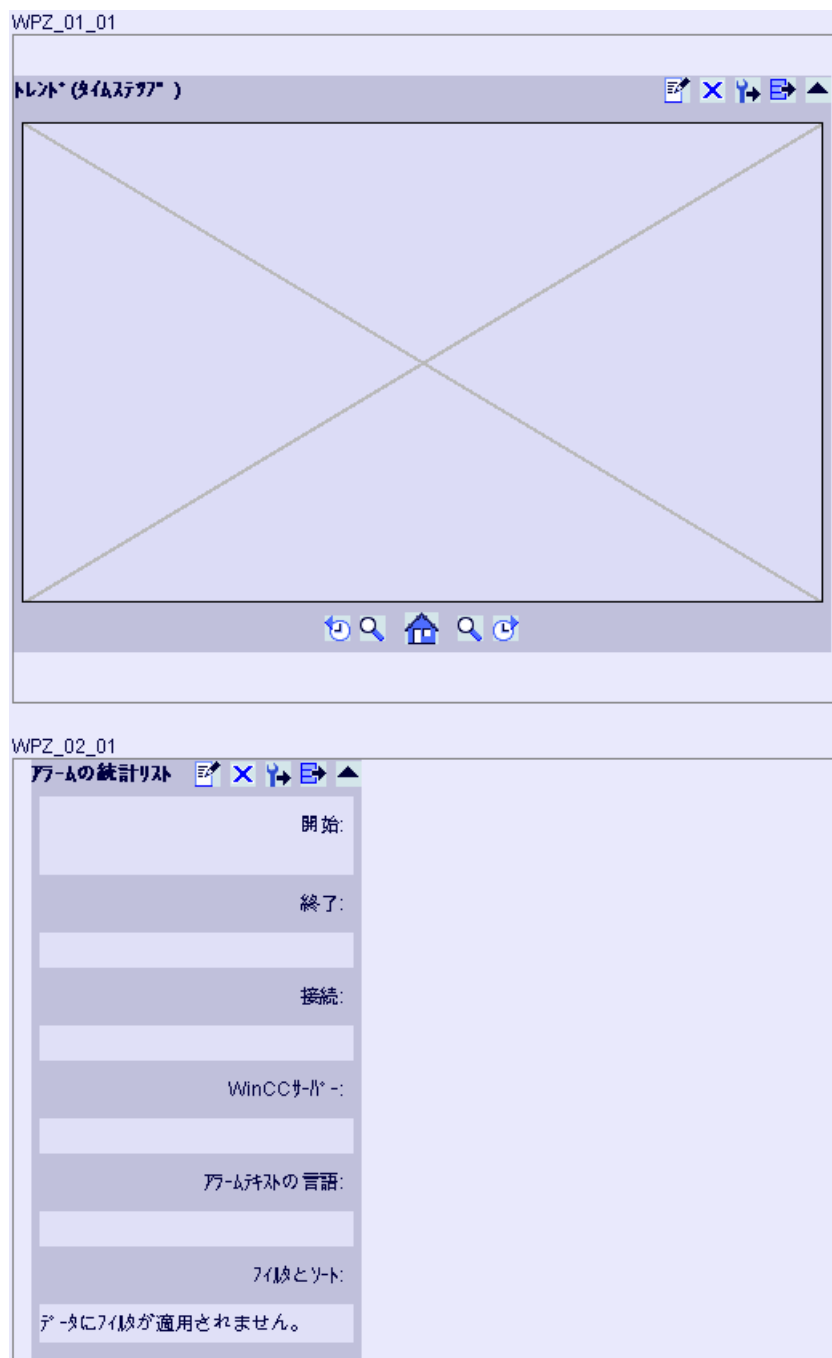 WPZ_01_01
ﾄﾚﾝﾄﾞ(ﾀｲﾑｽﾃｯﾌﾟ )
WPZ_02_01
ｱﾗｰﾑの統計ﾘｽﾄ
開始:
終了:
接続:
WinCCｻｰﾊﾞｰ:
ｱﾗｰﾑﾃｷｽﾄの言語:
ﾌｨﾙﾀとｿｰﾄ:
ﾃﾞｰﾀにﾌｨﾙﾀが適用されません。